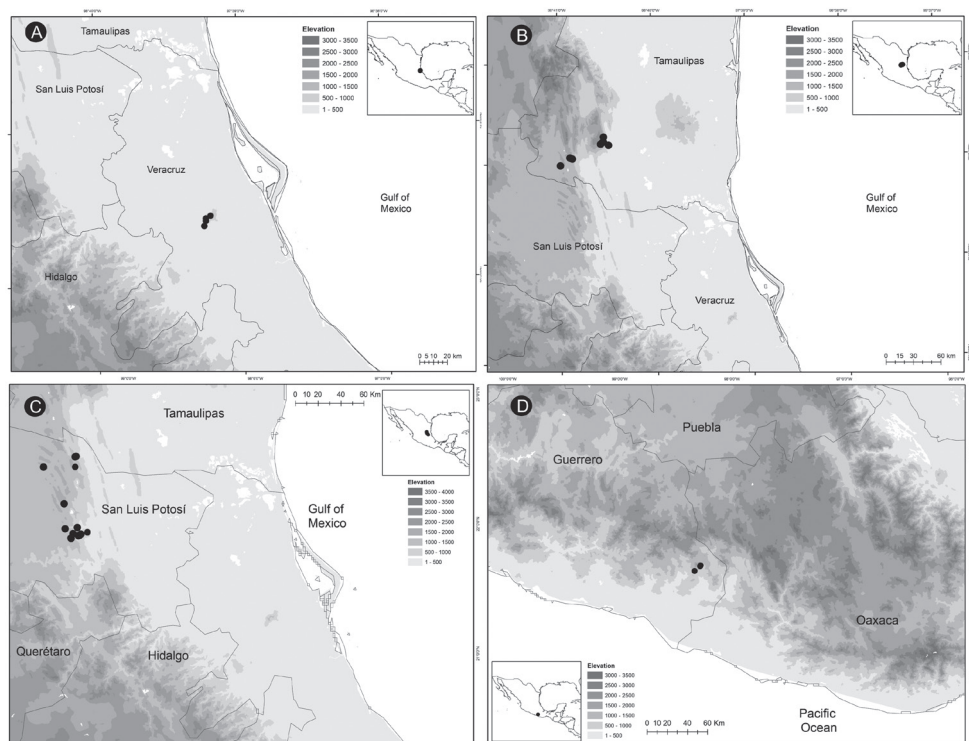 A
Tamaulipas
San Luis Potosí
Veracruz
Hidalgo
Gulf of
Mexico
Elevation
3000 - 3500
2500 - 3000
2000 - 2500
1500 - 2000
1000 - 1500
500 - 1000
1 - 500
0 5 10 20 km
B
Tamaulipas
San Luis Potosí
Veracruz
Gulf of
Mexico
Elevation
3000 - 3500
2500 - 3000
2000 - 2500
1500 - 2000
1000 - 1500
500 - 1000
1 - 500
0 15 30 60 km
C
Tamaulipas
San Luis Potosí
Querétaro
Hidalgo
0 10 20 40 60 Km
Gulf of
Mexico
Elevation
3500 - 4000
3000 - 3500
2500 - 3000
2000 - 2500
1500 - 2000
1000 - 1500
500 - 1000
1 - 500
D
Puebla
Guerrero
Oaxaca
Elevation
3000 - 3500
2500 - 3000
2000 - 2500
1500 - 2000
1000 - 1500
500 - 1000
1 - 500
0 10 20 40 60 Km
Pacific
Ocean